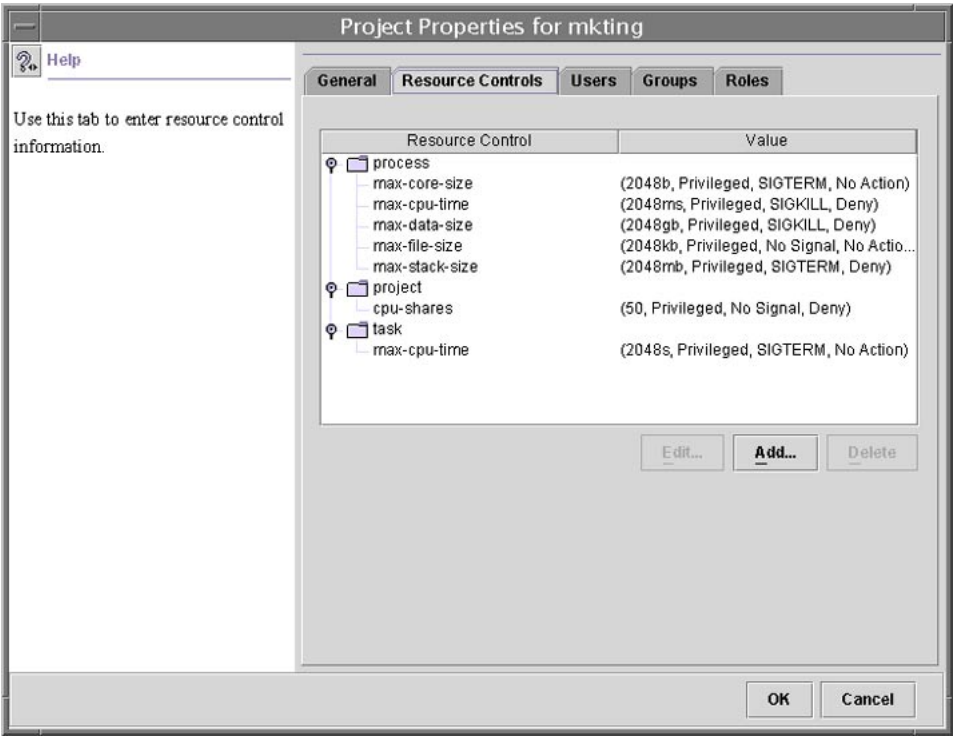 Project Properties for mkting
Help
Use this tab to enter resource control
information.
General Resource Controls Users Groups Roles
Resource Control Value
process
max-core-size (2048b, Privileged, SIGTERM, No Action)
max-cpu-time (2048ms, Privileged, SIGKILL, Deny)
max-data-size (2048gb, Privileged, SIGKILL, Deny)
max-file-size (2048kb, Privileged, No Signal, No Actio...
max-stack-size (2048mb, Privileged, SIGTERM, Deny)
project
cpu-shares (50, Privileged, No Signal, Deny)
task
max-cpu-time (2048s, Privileged, SIGTERM, No Action)
Edit... Add... Delete
OK Cancel